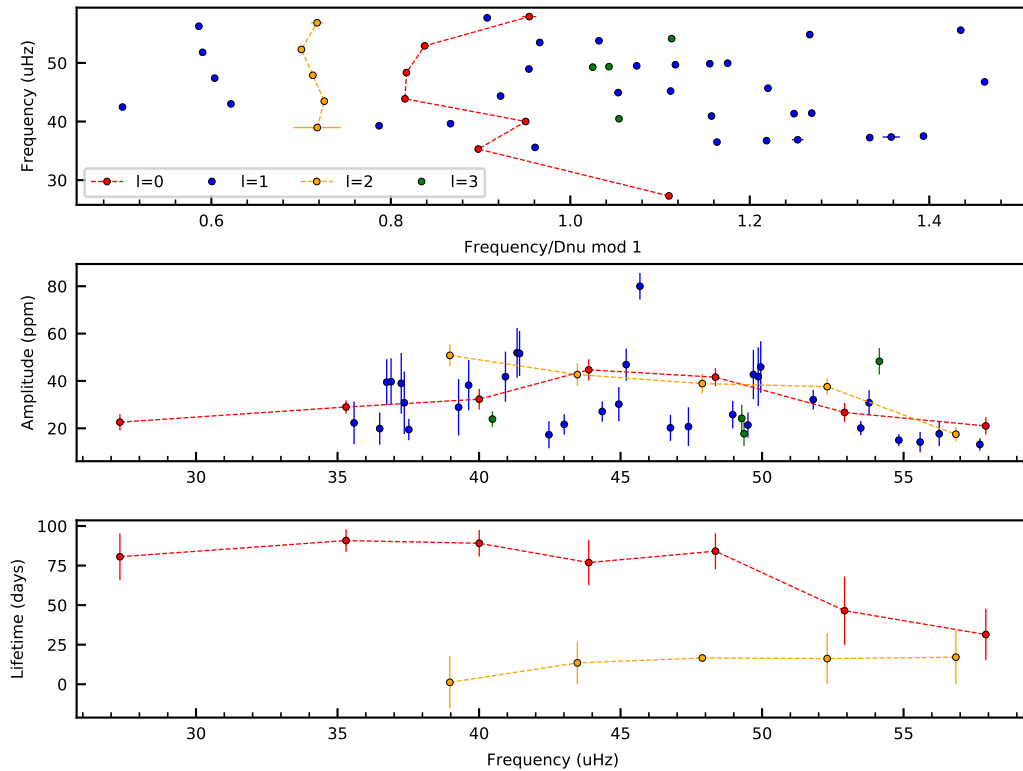 50
40
30
Frequency (uHz)
l=0 l=1 l=2 l=3
0.6 0.8 1.0 1.2 1.4
Frequency/Dnu mod 1
80
60
40
20
Amplitude (ppm)
30 35 40 45 50 55
100
75
50
25
0
Lifetime (days)
30 35 40 45 50 55
Frequency (uHz)